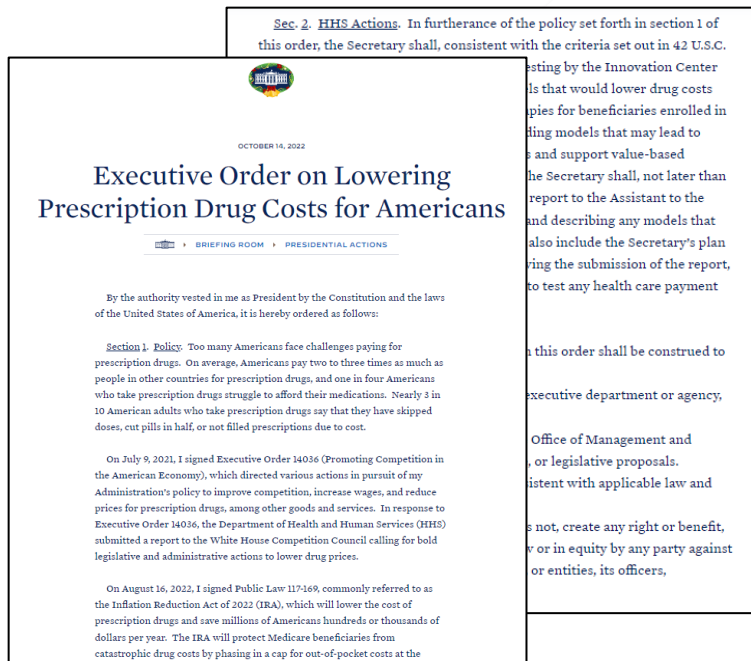 OCTOBER 14, 2022
Executive Order on Lowering
Prescription Drug Costs for Americans
BRIEFING ROOM
PRESIDENTIAL ACTIONS
By the authority vested in me as President by the Constitution and the laws
of the United States of America, it is hereby ordered as follows:
Section 1. Policy. Too many Americans face challenges paying for
prescription drugs. On average, Americans pay two to three times as much as
people in other countries for prescription drugs, and one in four Americans
who take prescription drugs struggle to afford their medications. Nearly 3 in
10 American adults who take prescription drugs say that they have skipped
doses, cut pills in half, or not filled prescriptions due to cost.
On July 9, 2021, I signed Executive Order 14036 (Promoting Competition in
the American Economy), which directed various actions in pursuit of my
Administration's policy to improve competition, increase wages, and reduce
prices for prescription drugs, among other goods and services. In response to
Executive Order 14036, the Department of Health and Human Services (HHS)
submitted a report to the White House Competition Council calling for bold
legislative and administrative actions to lower drug prices.
On August 16, 2022, I signed Public Law 117-169, commonly referred to as
the Inflation Reduction Act of 2022 (IRA), which will lower the cost of
prescription drugs and save millions of Americans hundreds or thousands of
dollars per year. The IRA will protect Medicare beneficiaries from
catastrophic drug costs by phasing in a cap for out-of-pocket costs at the
Sec. 2. HHS Actions. In furtherance of the policy set forth in section 1 of
this order, the Secretary shall, consistent with the criteria set out in 42 U.S.C.
esting by the Innovation Center
ls that would lower drug costs
apies for beneficiaries enrolled in
ding models that may lead to
s and support value-based
he Secretary shall, not later than
report to the Assistant to the
and describing any models that
also include the Secretary's plan
ving the submission of the report,
to test any health care payment
this order shall be construed to
executive department or agency,
Office of Management and
, or legislative proposals.
istent with applicable law and
s not, create any right or benefit,
or in equity by any party against
or entities, its officers,